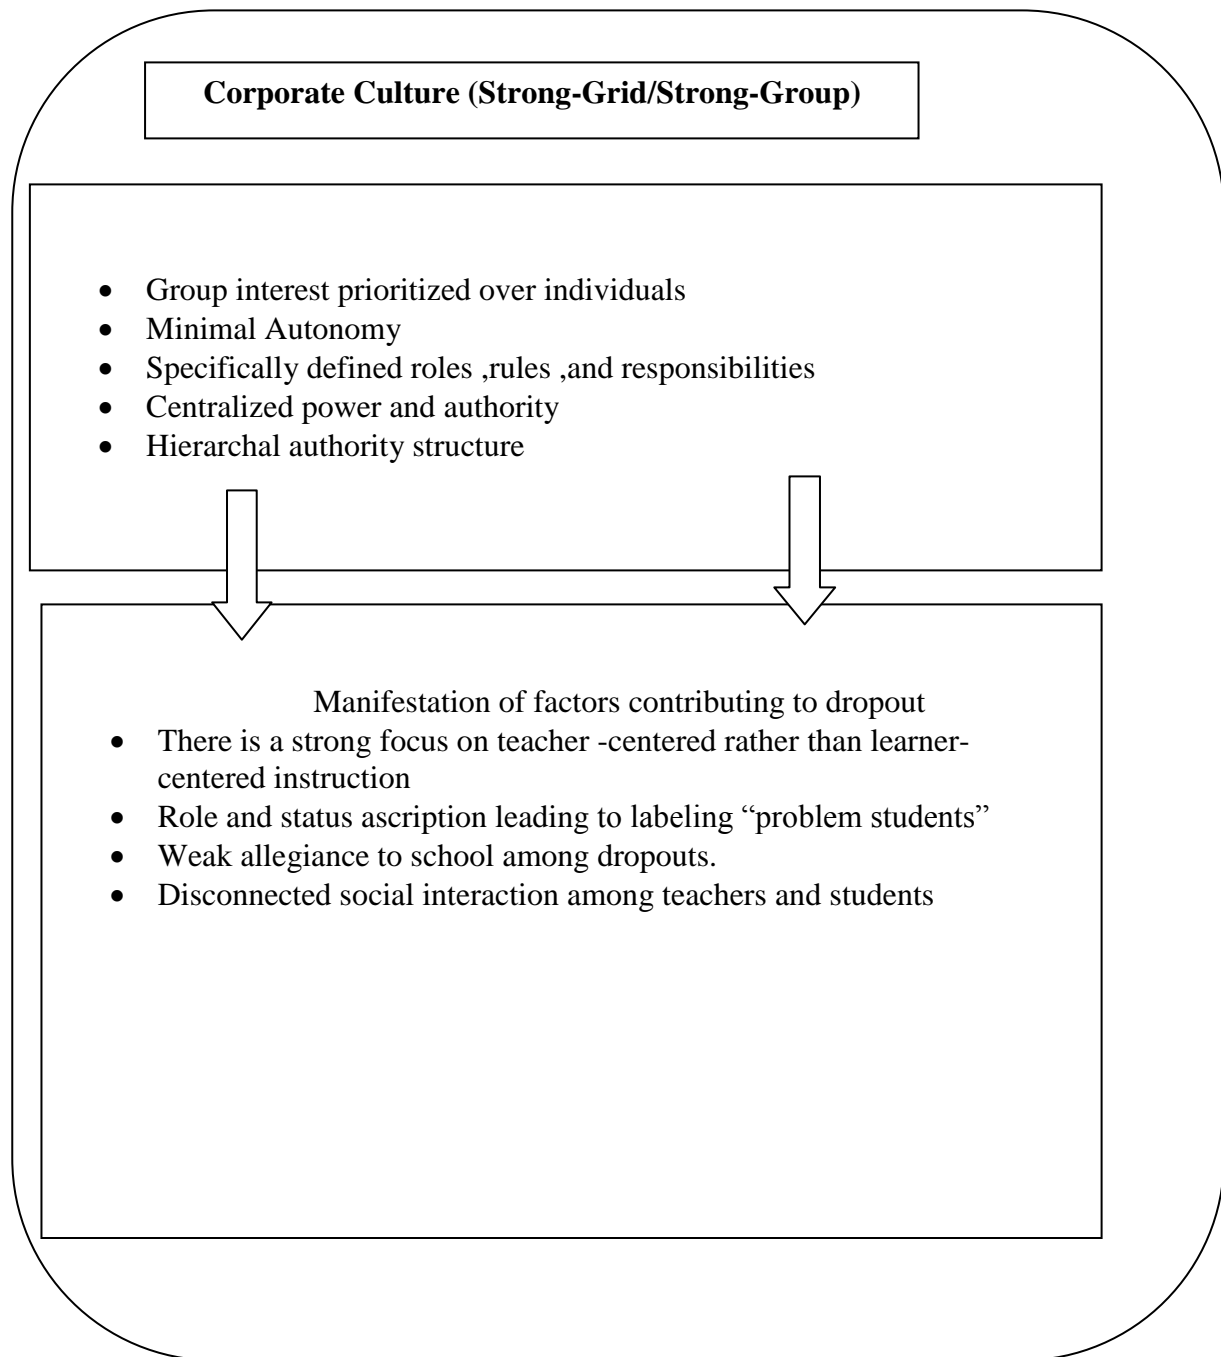 Corporate Culture (Strong-Grid/Strong-Group)
• Group interest prioritized over individuals
• Minimal Autonomy
• Specifically defined roles ,rules ,and responsibilities
• Centralized power and authority
• Hierarchal authority structure
Manifestation of factors contributing to dropout
• There is a strong focus on teacher -centered rather than learner-
centered instruction
• Role and status ascription leading to labeling “problem students”
• Weak allegiance to school among dropouts.
• Disconnected social interaction among teachers and students